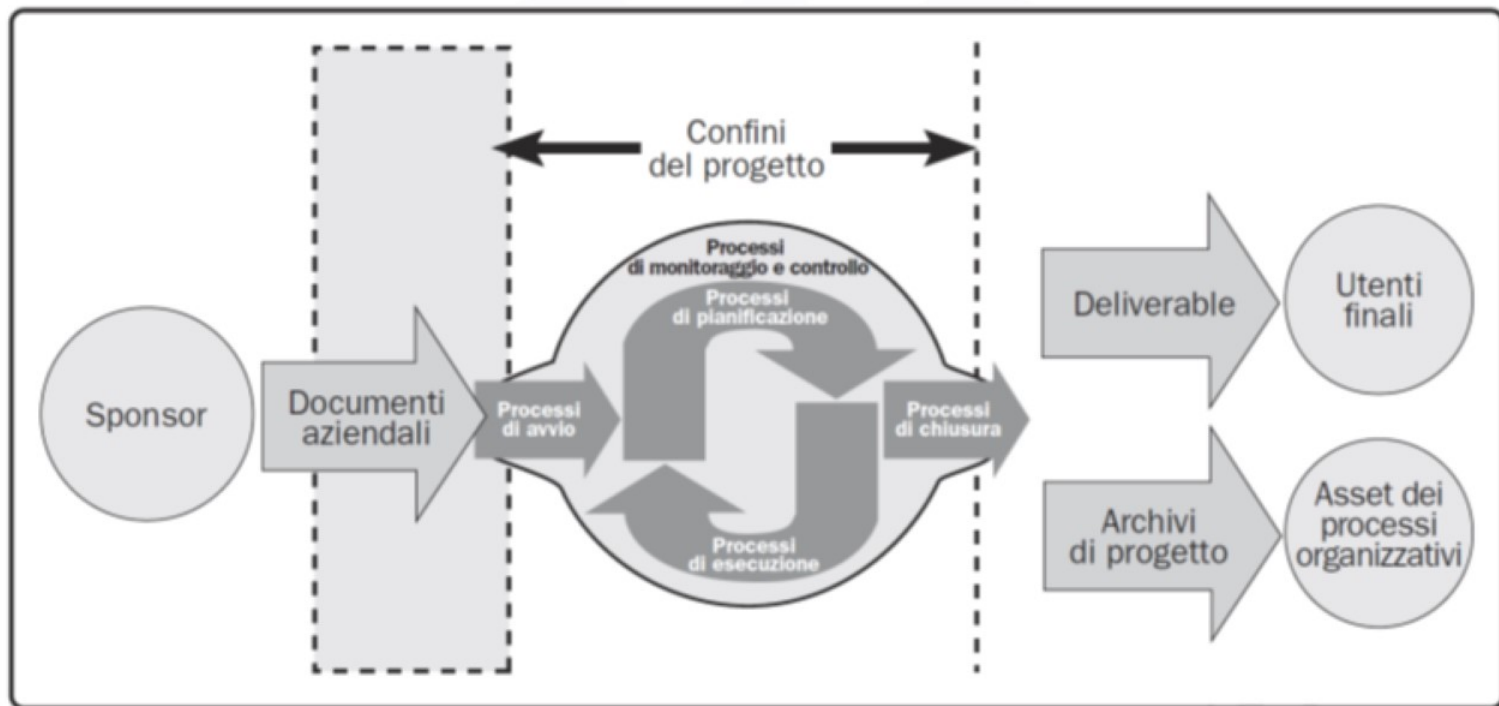 Confini
del progetto
Processi
di monitoraggio e controllo
Processi
di pianificazione
Sponsor
Documenti
aziendali
Processi
di avvio
Processi
di chiusura
Processi
di esecuzione
Deliverable
Utenti
finali
Archivi
di progetto
Asset dei
processi
organizzativi